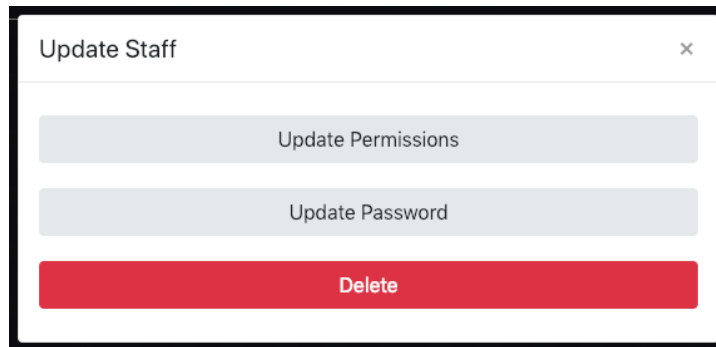 Update Staff ×
Update Permissions
Update Password
Delete